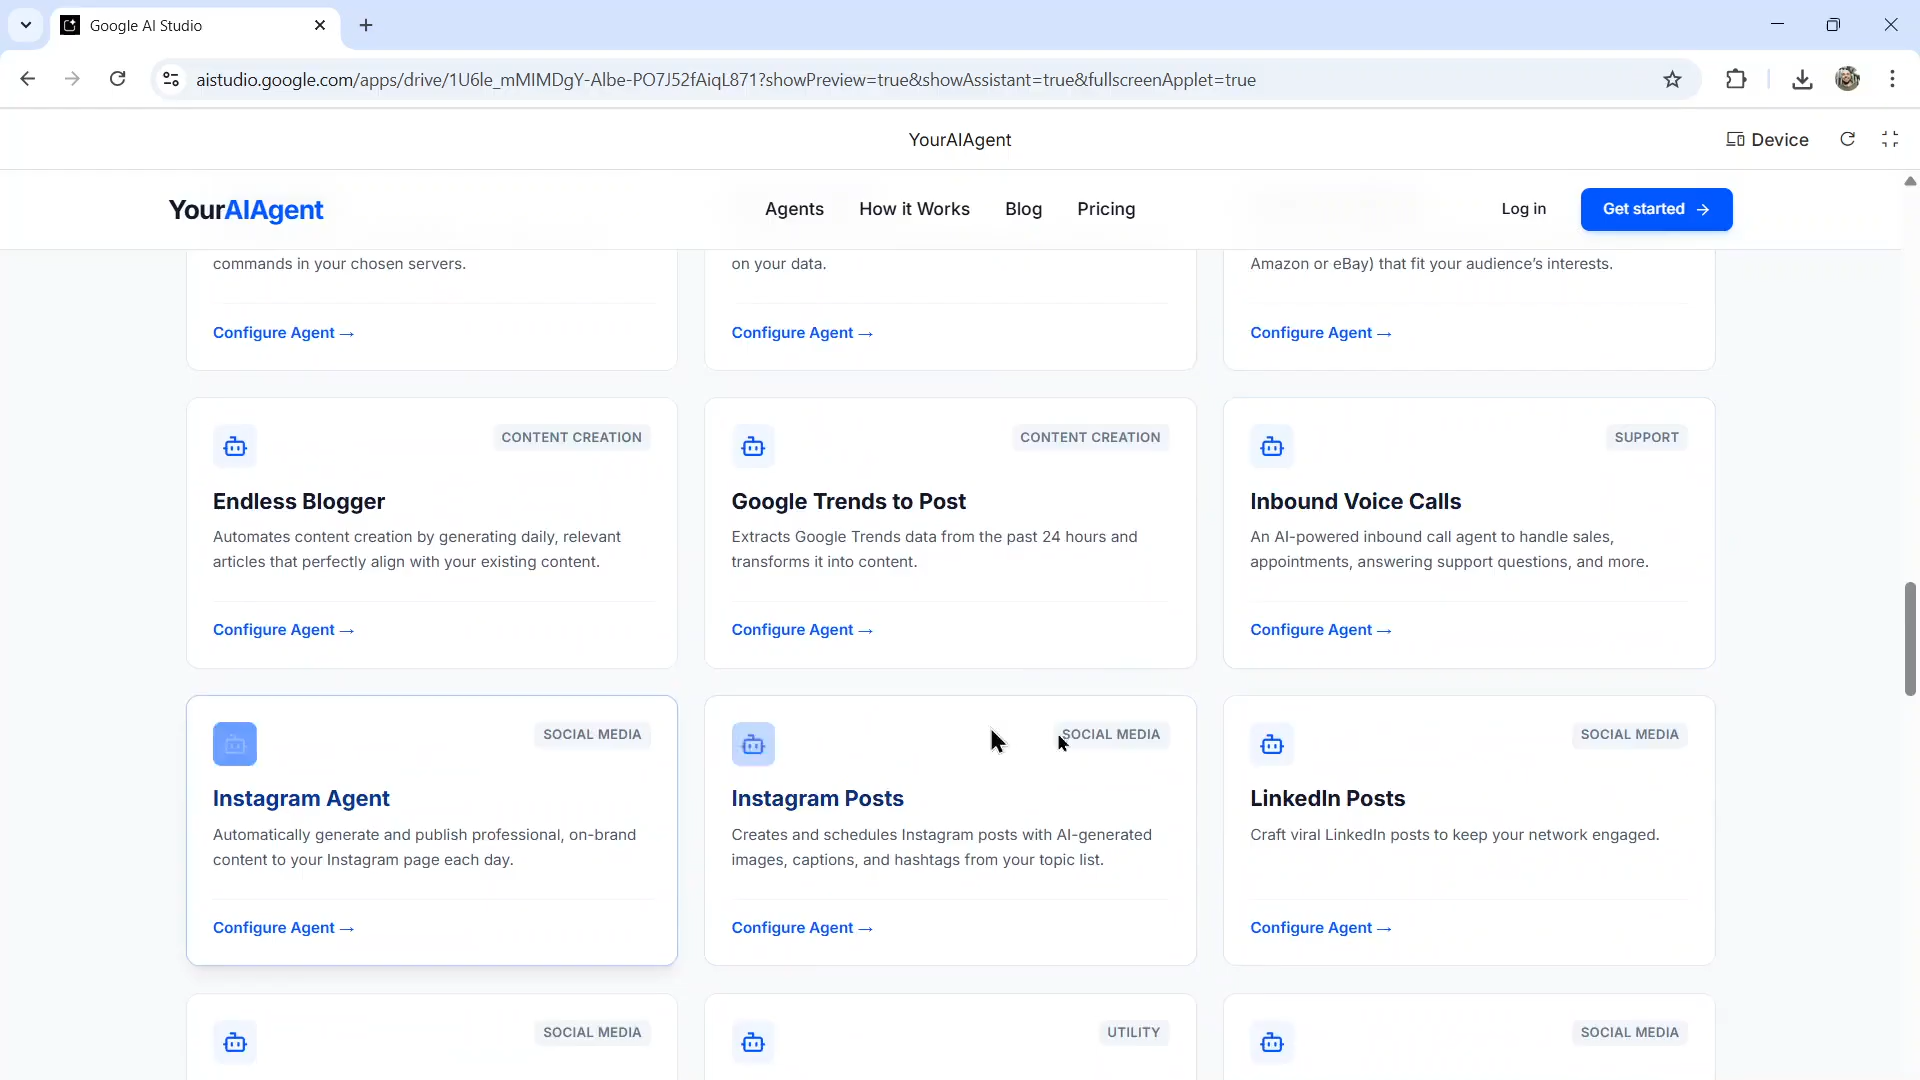 Google AI Studio
aistudio.google.com/apps/drive/1U6le_mMIMDgY-Albe-PO7J52fAiqL871?showPreview=true&showAssistant=true&fullscreenApplet=true
YourAIAgent
Device
YourAIAgent
Agents
How it Works
Blog
Pricing
Log in
Get started →
commands in your chosen servers.
Configure Agent →
on your data.
Configure Agent →
Amazon or eBay) that fit your audience’s interests.
Configure Agent →
CONTENT CREATION
Endless Blogger
Automates content creation by generating daily, relevant
articles that perfectly align with your existing content.
Configure Agent →
CONTENT CREATION
Google Trends to Post
Extracts Google Trends data from the past 24 hours and
transforms it into content.
Configure Agent →
SUPPORT
Inbound Voice Calls
An AI-powered inbound call agent to handle sales,
appointments, answering support questions, and more.
Configure Agent →
SOCIAL MEDIA
Instagram Agent
Automatically generate and publish professional, on-brand
content to your Instagram page each day.
Configure Agent →
SOCIAL MEDIA
Instagram Posts
Creates and schedules Instagram posts with AI-generated
images, captions, and hashtags from your topic list.
Configure Agent →
SOCIAL MEDIA
LinkedIn Posts
Craft viral LinkedIn posts to keep your network engaged.
Configure Agent →
SOCIAL MEDIA
UTILITY
SOCIAL MEDIA